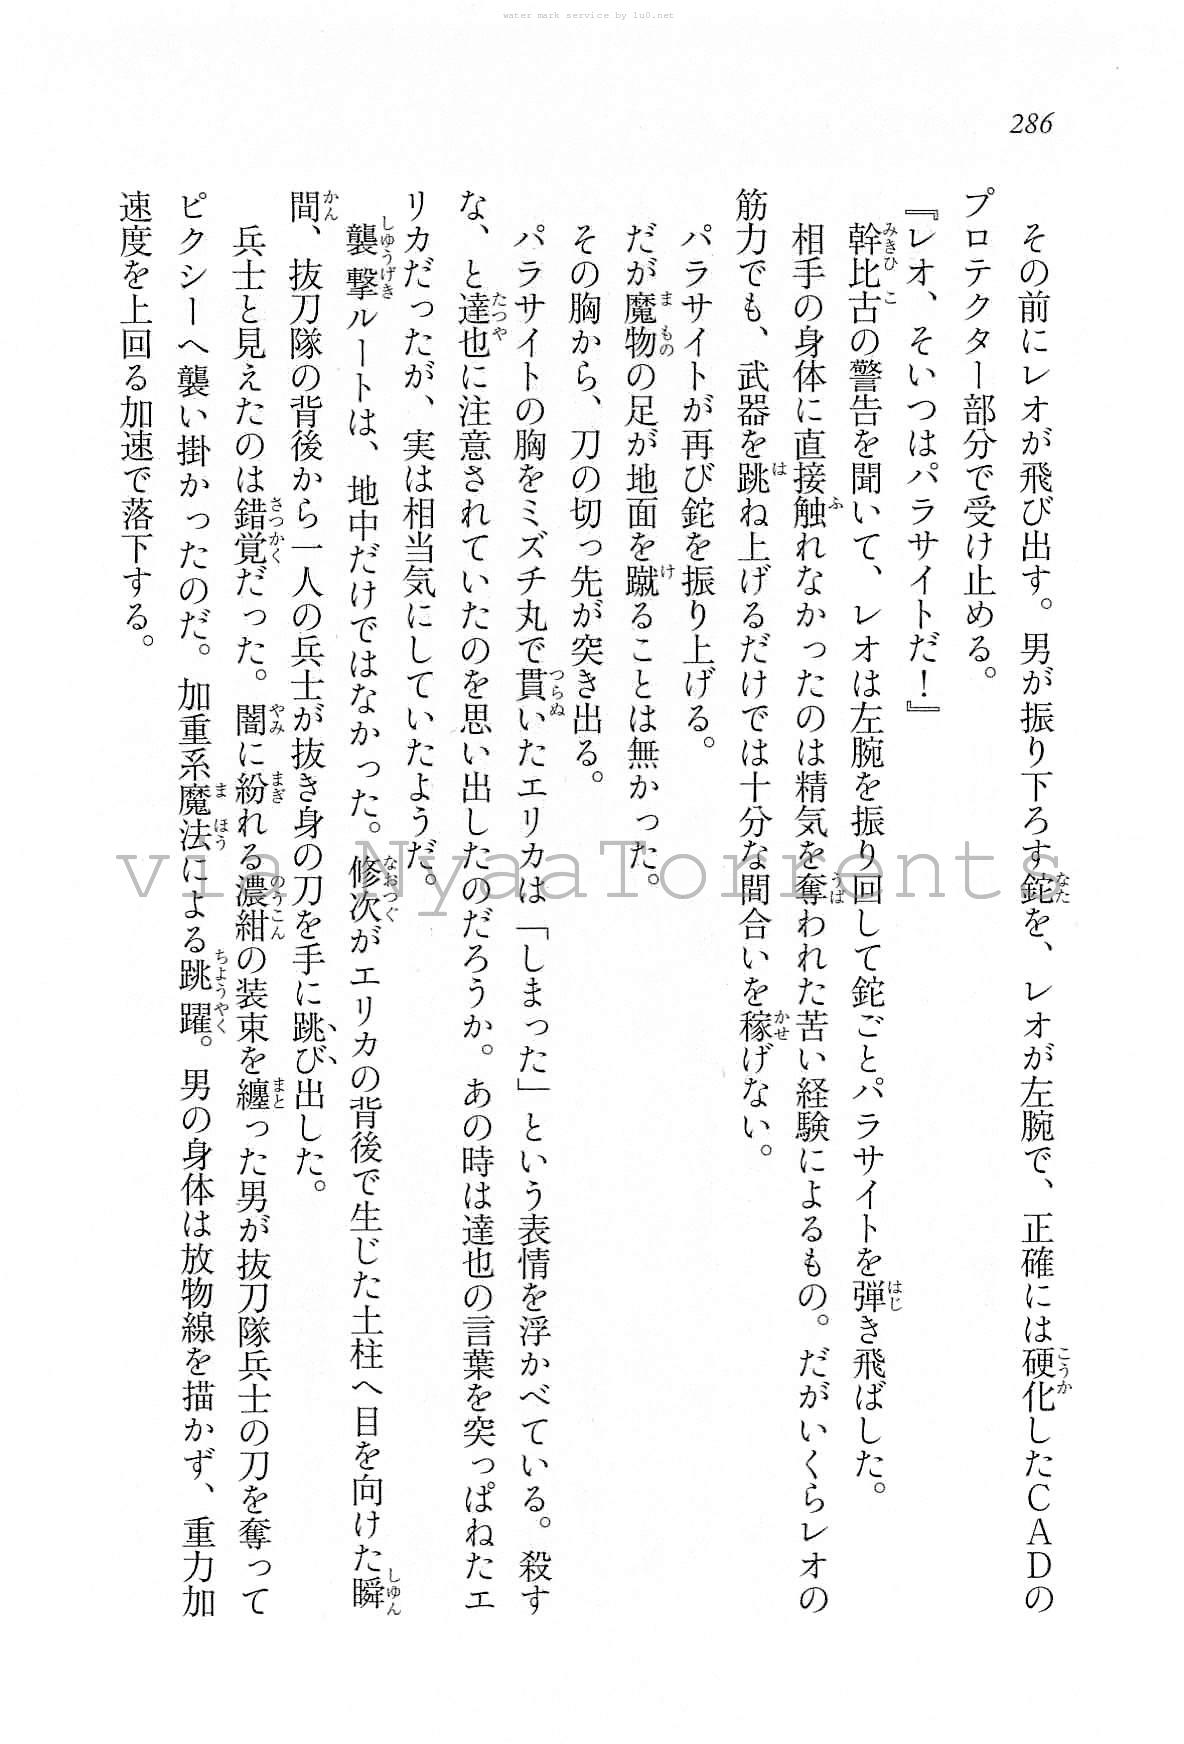 water mark service by lu0.net
286
その前にレオが飛び出す。男が振り下ろす鉈を、レオが左腕で、正確には硬化したＣＡＤの
プロテクター部分で受け止める。
『レオ、そいつはパラサイトだ！』
幹比古の警告を聞いて、レオは左腕を振り回して鉈ごとパラサイトを弾き飛ばした。
相手の身体に直接触れなかったのは精気を奪われた苦い経験によるもの。だがいくらレオの
筋力でも、武器を跳ね上げるだけでは十分な間合いを稼げない。
パラサイトが再び鉈を振り上げる。
だが魔物の足が地面を蹴ることは無かった。
その胸から、刀の切っ先が突き出る。
パラサイトの胸をミズチ丸で貫いたエリカは「しまった」という表情を浮かべている。殺す
な、と達也に注意されていたのを思い出したのだろうか。あの時は達也の言葉を突っぱねたエ
リカだったが、実は相当気にしていたようだ。
襲撃ルートは、地中だけではなかった。修次がエリカの背後で生じた土柱へ目を向けた瞬
間、抜刀隊の背後から一人の兵士が抜き身の刀を手に跳び出した。
兵士と見えたのは錯覚だった。闇に紛れる濃紺の装束を纏った男が抜刀隊兵士の刀を奪って
ピクシーへ襲い掛かったのだ。加重系魔法による跳躍。男の身体は放物線を描かず、重力加
速度を上回る加速で落下する。
via NyaaTorrents